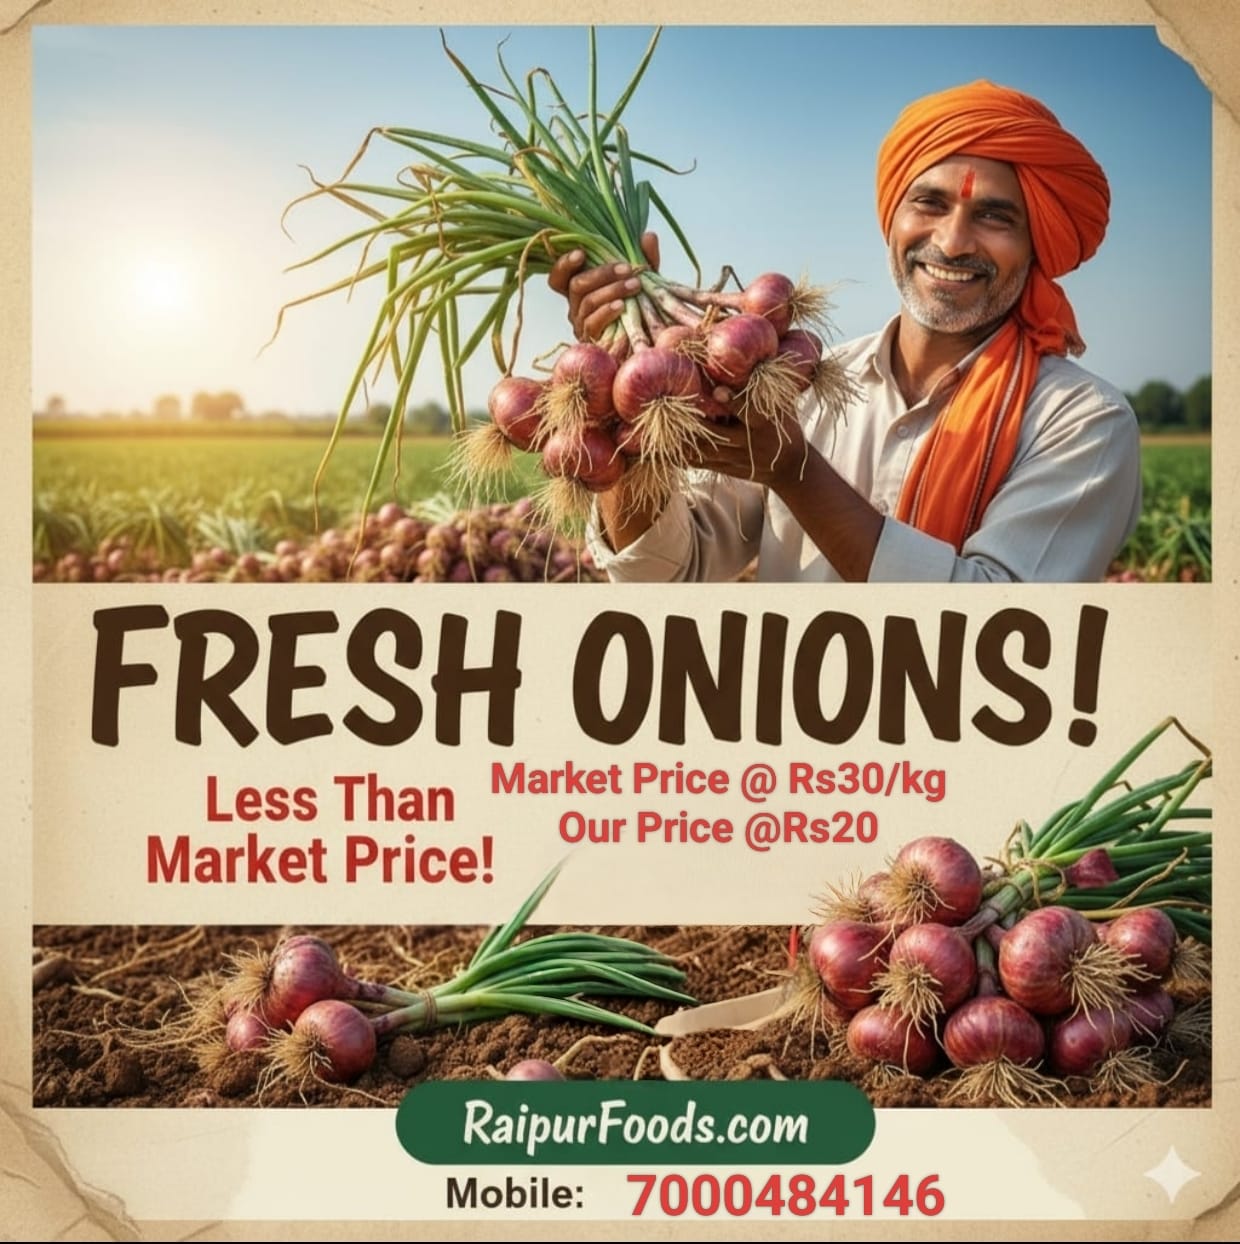 FRESH ONIONS!
Less Than
Market Price!
Market Price @ Rs30/kg
Our Price @Rs20
RaipurFoods.com
Mobile: 7000484146